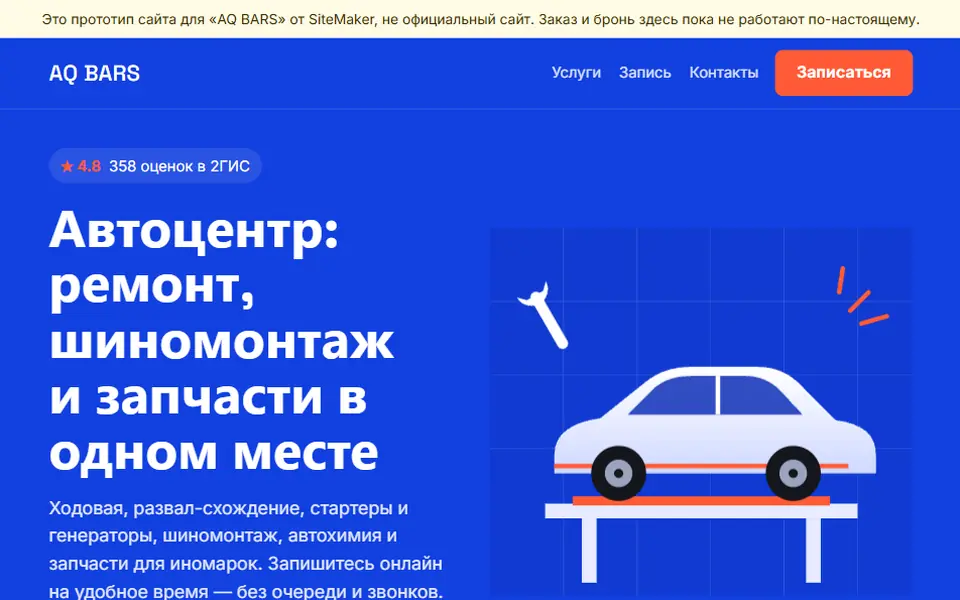 Это прототип сайта для «AQ BARS» от SiteMaker, не официальный сайт. Заказ и бронь здесь пока не работают по-настоящему.
AQ BARS
Услуги
Запись
Контакты
Записаться
★ 4.8 358 оценок в 2ГИС
Автоцентр:
ремонт,
шиномонтаж
и запчасти в
одном месте
Ходовая, развал-схождение, стартеры и
генераторы, шиномонтаж, автохимия и
запчасти для иномарок. Запишитесь онлайн
на удобное время — без очереди и звонков.